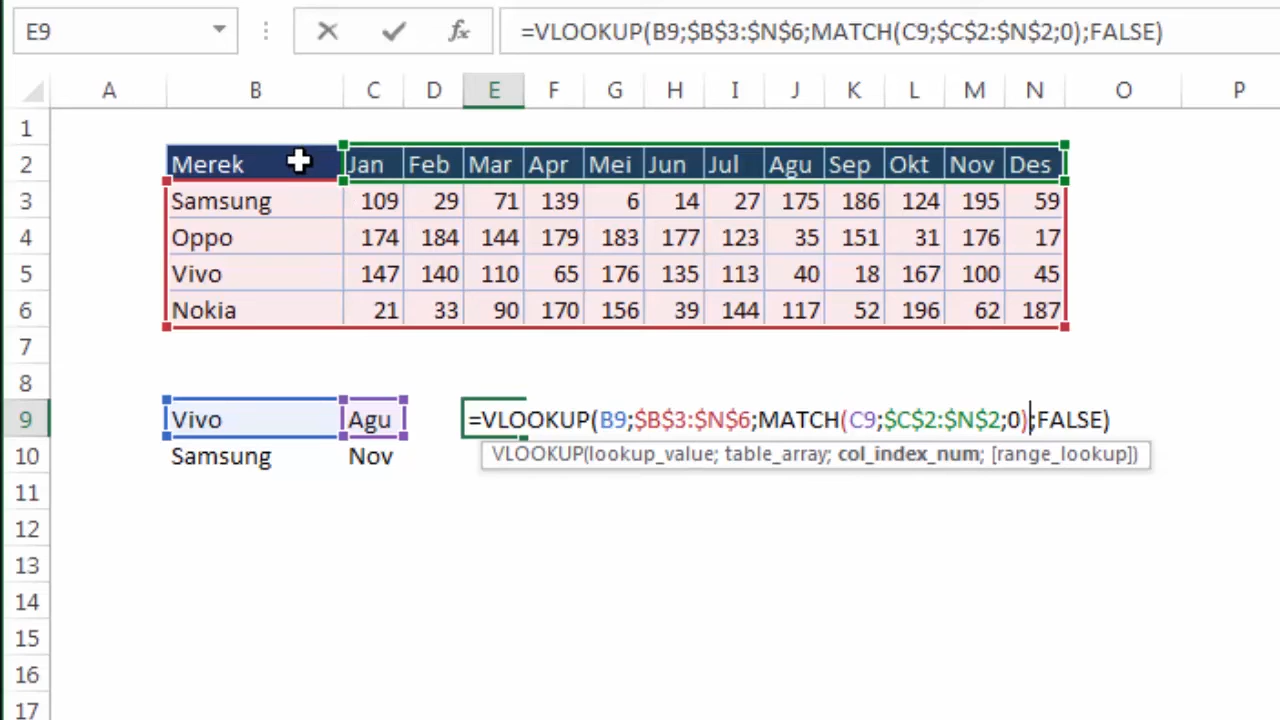 E9 fx =VLOOKUP(B9;$B$3:$N$6;MATCH(C9;$C$2:$N$2;0);FALSE)
A B C D E F G H I J K L M N O P
1
2 Merek Jan Feb Mar Apr Mei Jun Jul Agu Sep Okt Nov Des
3 Samsung 109 29 71 139 6 14 27 175 186 124 195 59
4 Oppo 174 184 144 179 183 177 123 35 151 31 176 17
5 Vivo 147 140 110 65 176 135 113 40 18 167 100 45
6 Nokia 21 33 90 170 156 39 144 117 52 196 62 187
7
8
9 Vivo Agu =VLOOKUP(B9;$B$3:$N$6;MATCH(C9;$C$2:$N$2;0);FALSE)
10 Samsung Nov VLOOKUP(lookup_value; table_array; col_index_num; [range_lookup])
11
12
13
14
15
16
17